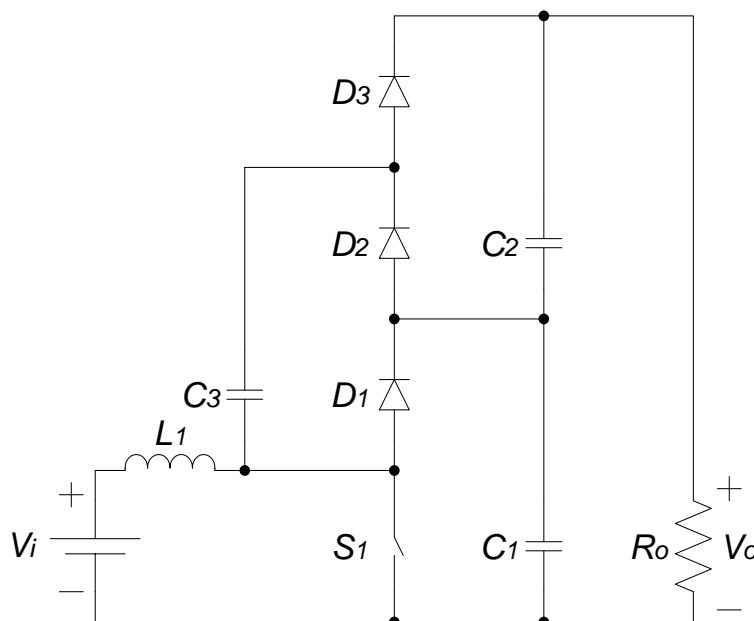 D3
D2
C2
C3
D1
L1
+
+
Vi
S1
C1
Ro
Vo
−
−